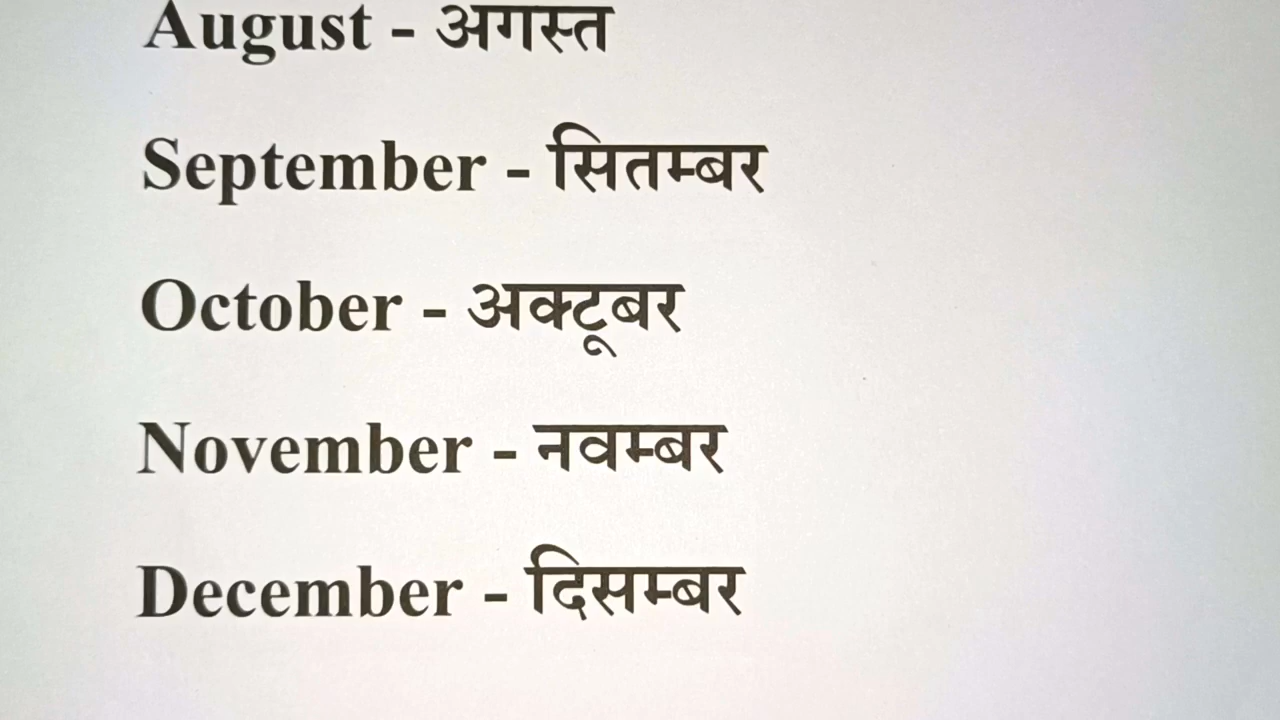 August - अगस्त
September - सितम्बर
October - अक्टूबर
November - नवम्बर
December - दिसम्बर